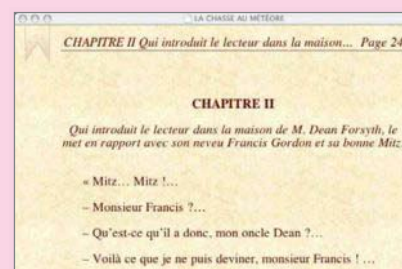 LA CHASSE AU MÉTÉORE
CHAPITRE II Qui introduit le lecteur dans la maison... Page 24
CHAPITRE II
Qui introduit le lecteur dans la maison de M. Dean Forsyth, le
met en rapport avec son neveu Francis Gordon et sa bonne Mitz
« Mitz… Mitz !…
– Monsieur Francis ?…
– Qu’est-ce qu’il a donc, mon oncle Dean ?…
– Voilà ce que je ne puis deviner, monsieur Francis ! …